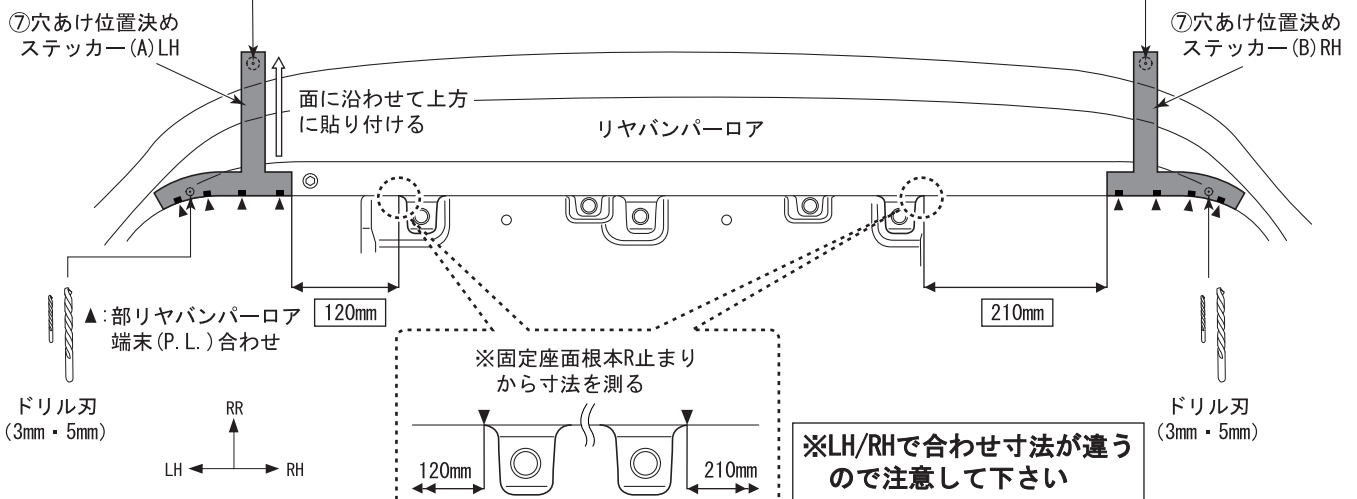 ⑦穴あけ位置決め
ステッカー(A)LH
⑦穴あけ位置決め
ステッカー(B)RH
面に沿わせて上方
に貼り付ける
リヤバンパーロア
120mm
210mm
▲:部リヤバンパーロア
端末(P.L.)合わせ
※固定座面根本R止まり
から寸法を測る
ドリル刃
(3mm・5mm)
ドリル刃
(3mm・5mm)
RR
LH
RH
120mm
210mm
※LH/RHで合わせ寸法が違う
ので注意して下さい